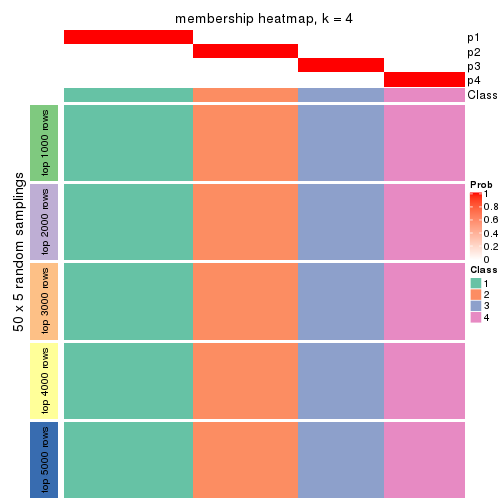 membership heatmap, k = 4
p1
p2
p3
p4
Class
50 x 5 random samplings
top 1000 rows
top 2000 rows
top 3000 rows
top 4000 rows
top 5000 rows
Prob
1
0.8
0.6
0.4
0.2
0
Class
1
2
3
4